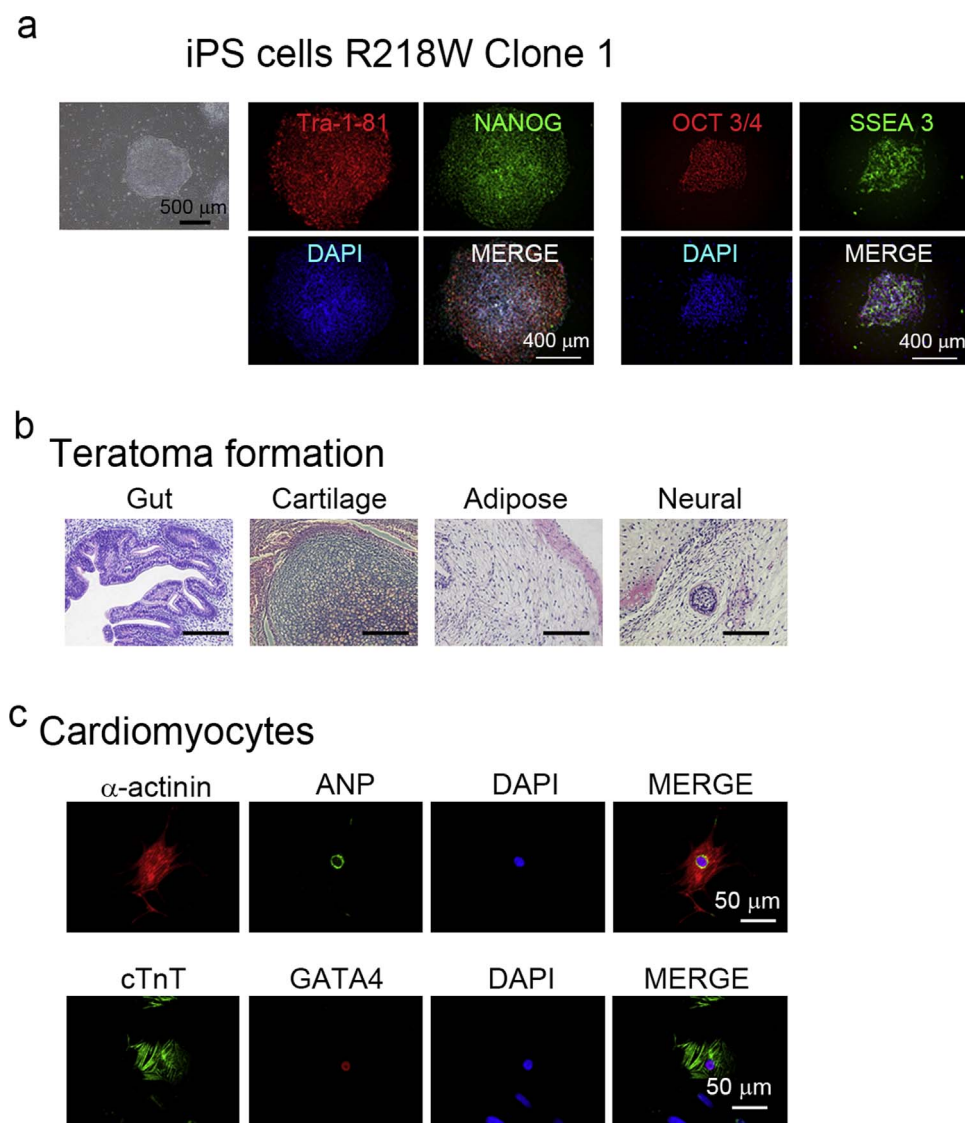 a
iPS cells R218W Clone 1
Tra-1-81 NANOG OCT 3/4 SSEA 3
500 μm
DAPI MERGE DAPI MERGE
400 μm 400 μm
b
Teratoma formation
Gut Cartilage Adipose Neural
c Cardiomyocytes
α-actinin ANP DAPI MERGE
50 μm
cTnT GATA4 DAPI MERGE
50 μm